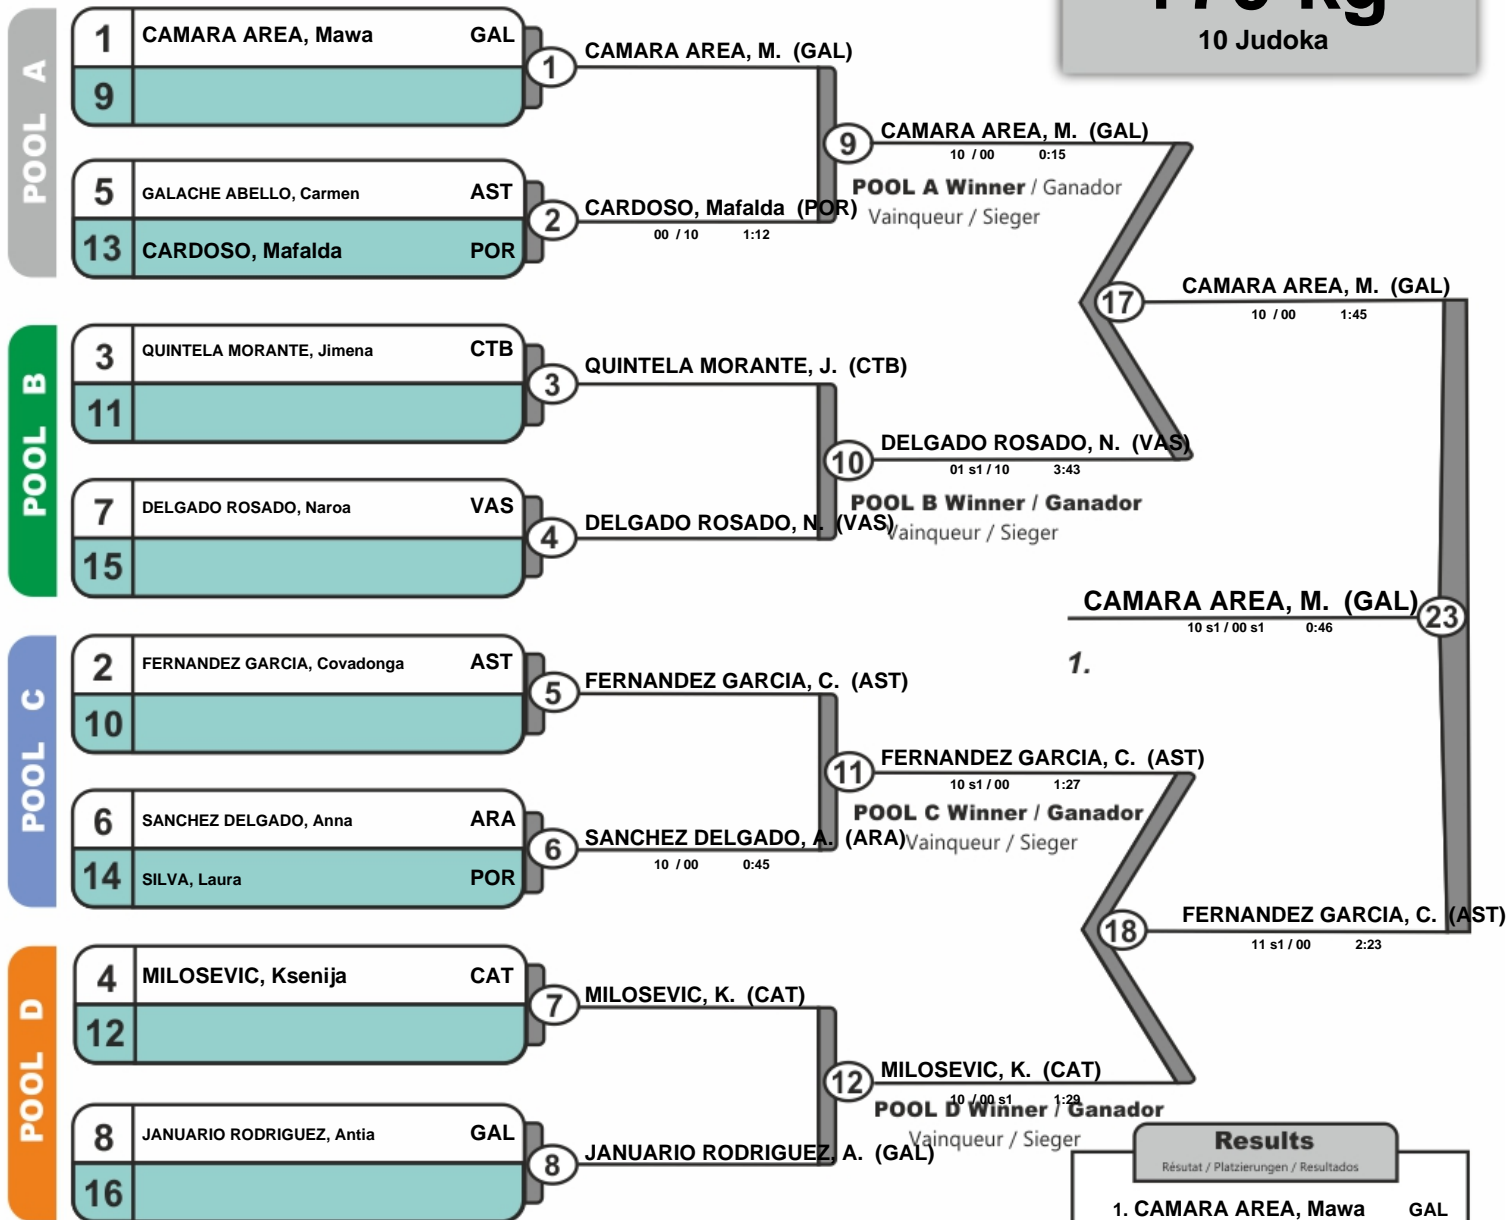 10 Judoka
POOL A
1 CAMARA AREA, Mawa GAL
9
1
CAMARA AREA, M. (GAL)
5 GALACHE ABELLO, Carmen AST
13 CARDOSO, Mafalda POR
2
CARDOSO, Mafalda (POR)
00 / 10 1:12
9
CAMARA AREA, M. (GAL)
10 / 00 0:15
POOL A Winner / Ganador
Vainqueur / Sieger
POOL B
3 QUINTELA MORANTE, Jimena CTB
11
3
QUINTELA MORANTE, J. (CTB)
7 DELGADO ROSADO, Naroa VAS
15
4
DELGADO ROSADO, N. (VAS)
10
DELGADO ROSADO, N. (VAS)
01 s1 / 10 3:43
POOL B Winner / Ganador
Vainqueur / Sieger
17
CAMARA AREA, M. (GAL)
10 / 00 1:45
POOL C
2 FERNANDEZ GARCIA, Covadonga AST
10
5
FERNANDEZ GARCIA, C. (AST)
6 SANCHEZ DELGADO, Anna ARA
14 SILVA, Laura POR
6
SANCHEZ DELGADO, A. (ARA)
10 / 00 0:45
11
FERNANDEZ GARCIA, C. (AST)
10 s1 / 00 1:27
POOL C Winner / Ganador
Vainqueur / Sieger
POOL D
4 MILOSEVIC, Ksenija CAT
12
7
MILOSEVIC, K. (CAT)
8 JANUARIO RODRIGUEZ, Antia GAL
16
8
JANUARIO RODRIGUEZ, A. (GAL)
12
MILOSEVIC, K. (CAT)
10 / 00 s1 1:29
POOL D Winner / Ganador
Vainqueur / Sieger
18
FERNANDEZ GARCIA, C. (AST)
11 s1 / 00 2:23
CAMARA AREA, M. (GAL)
23
10 s1 / 00 s1 0:46
1.
Results
Résutat / Platzierungen / Resultados
1. CAMARA AREA, Mawa GAL